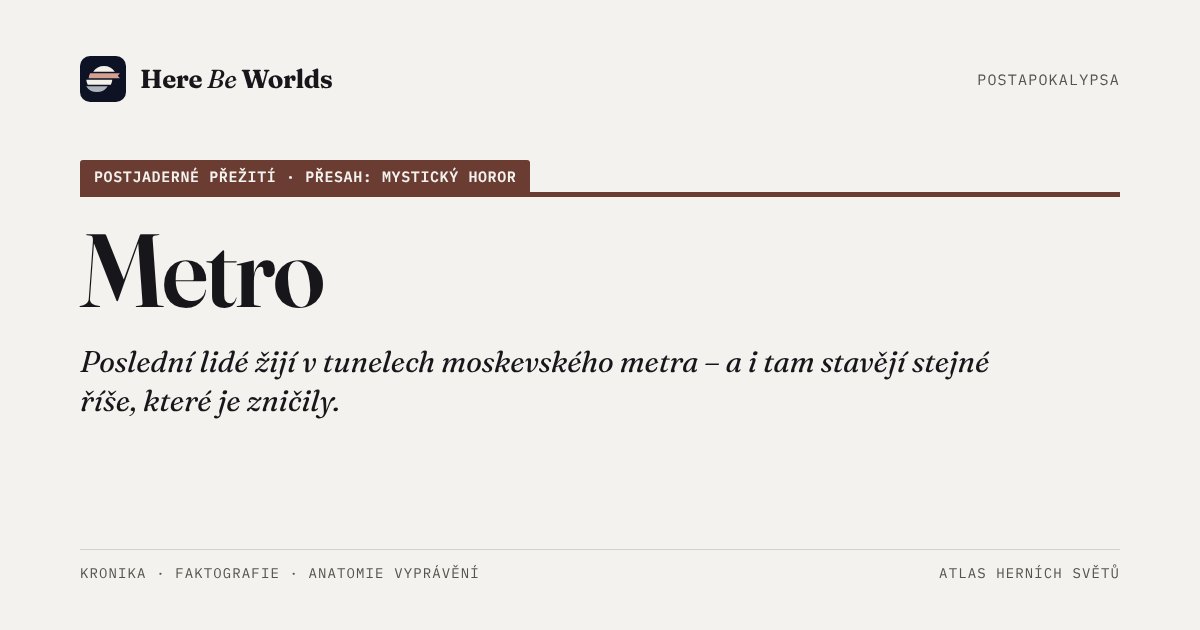 Here Be Worlds
POSTAPOKALYPSA
POSTJADERNÉ PŘEŽITÍ · PŘESAH: MYSTICKÝ HOROR
Metro
Poslední lidé žijí v tunelech moskevského metra – a i tam stavějí stejné
říše, které je zničily.
KRONIKA · FAKTOGRAFIE · ANATOMIE VYPRÁVĚNÍ
ATLAS HERNÍCH SVĚTŮ